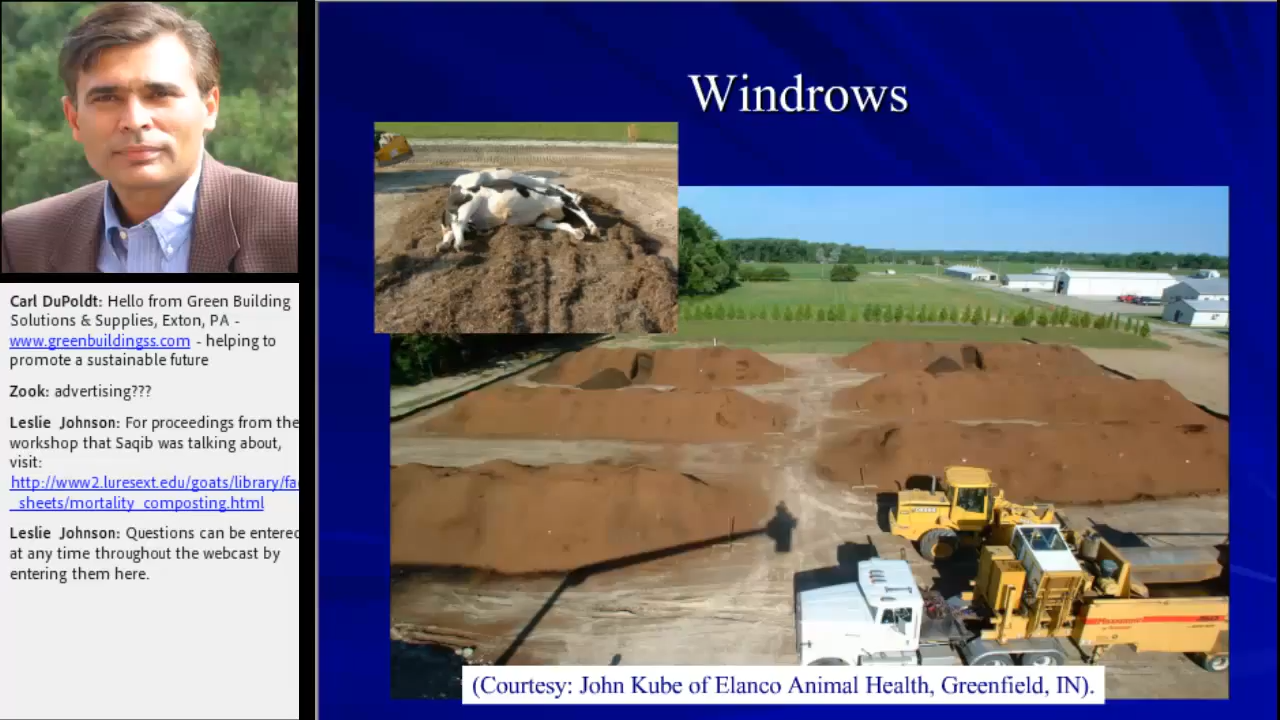 Windrows
Carl DuPoldt: Hello from Green Building
Solutions & Supplies, Exton, PA -
www.greenbuildingss.com - helping to
promote a sustainable future
Zook: advertising???
Leslie Johnson: For proceedings from the
workshop that Saqib was talking about,
visit:
http://www2.luresext.edu/goats/library/fa
_sheets/mortality_composting.html
Leslie Johnson: Questions can be entered
at any time throughout the webcast by
entering them here.
(Courtesy: John Kube of Elanco Animal Health, Greenfield, IN).